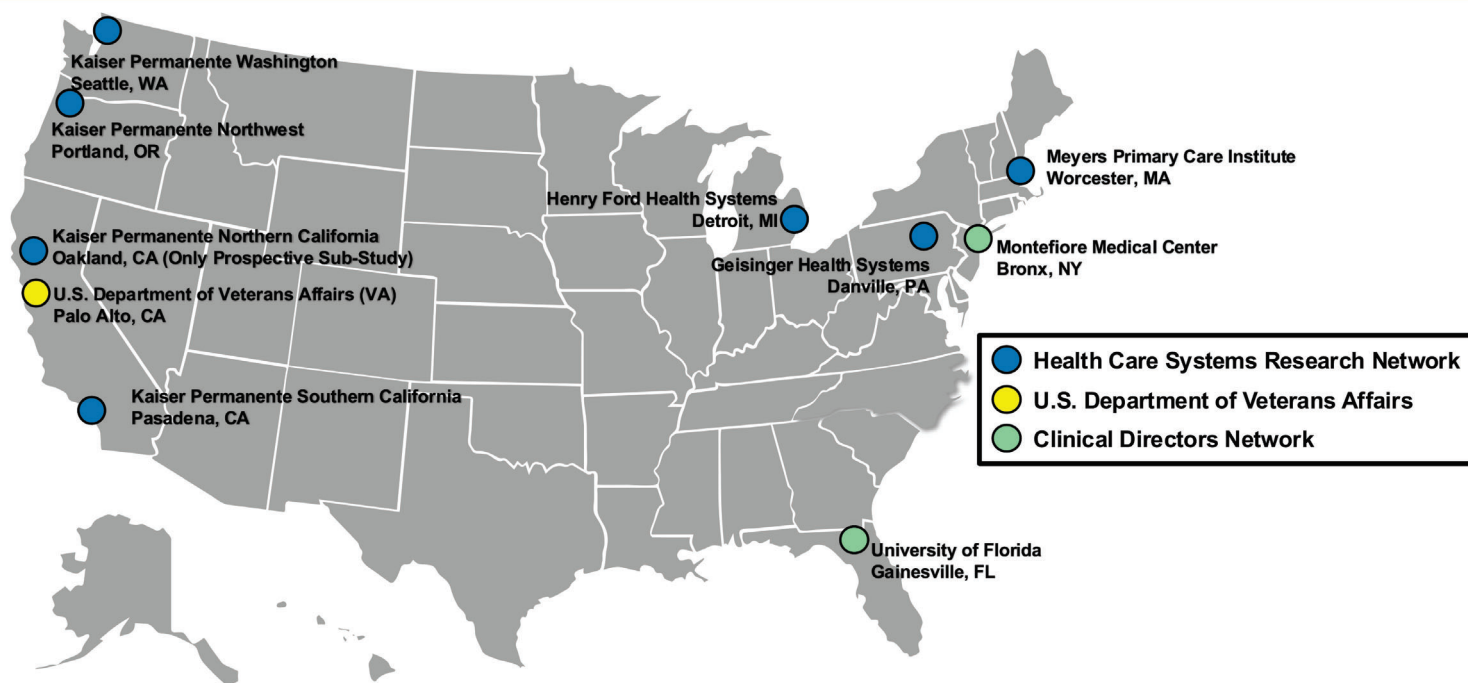 Kaiser Permanente Washington
Seattle, WA
Kaiser Permanente Northwest
Portland, OR
Meyers Primary Care Institute
Worcester, MA
Henry Ford Health Systems
Detroit, MI
Kaiser Permanente Northern California
Oakland, CA (Only Prospective Sub-Study)
Geisinger Health Systems
Danville, PA
Montefiore Medical Center
Bronx, NY
U.S. Department of Veterans Affairs (VA)
Palo Alto, CA
Kaiser Permanente Southern California
Pasadena, CA
Health Care Systems Research Network
U.S. Department of Veterans Affairs
Clinical Directors Network
University of Florida
Gainesville, FL